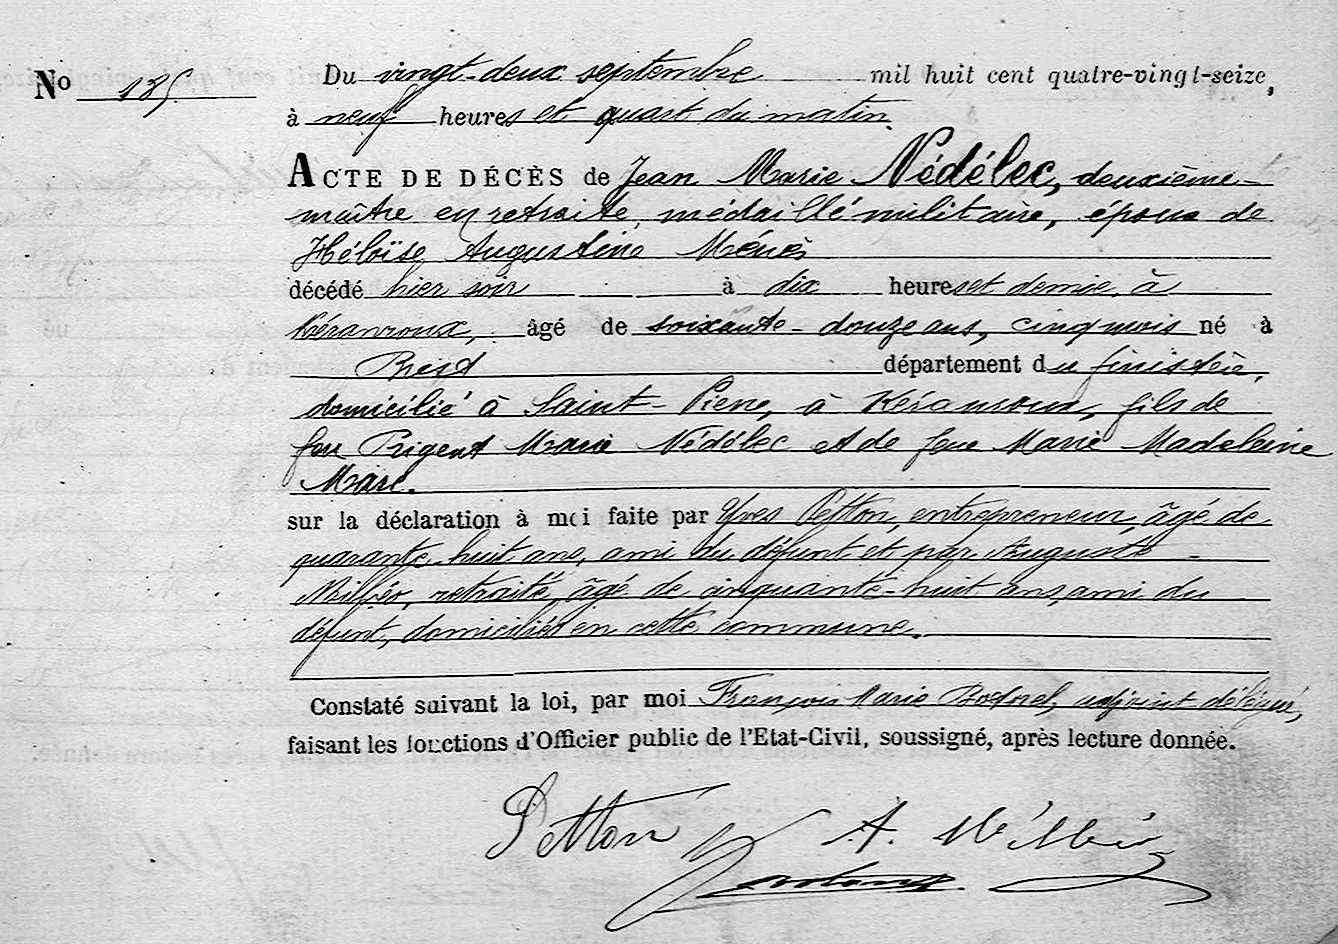 No 135. Du vingt-deux septembre mil huit cent quatre-vingt-seize,
à neuf heures et quart du matin.
ACTE DE DÉCÈS de Jean Marie Nédélec, deuxième-
maître en retraite, médaillé militaire, époux de
Héloïse Augustine Ménès
décédé hier soir à dix heures et demie, à
Kéranroux, âgé de soixante-douze ans, cinq mois né à
Brest département du finistère,
domicilié à Saint-Pierre, à Kéranroux, fils de
feu Prigent Marie Nédélec et de feue Marie Madeleine
Marc.
sur la déclaration à moi faite par Yves Petton, entrepreneur, âgé de
quarante-huit ans, ami du défunt et par Auguste
Millier, retraité, âgé de cinquante-huit ans, ami du
défunt, domiciliés en cette commune.
Constaté suivant la loi, par moi François Marie adjoint délégué,
faisant les fonctions d'Officier public de l'Etat-Civil, soussigné, après lecture donnée.
Petton A.